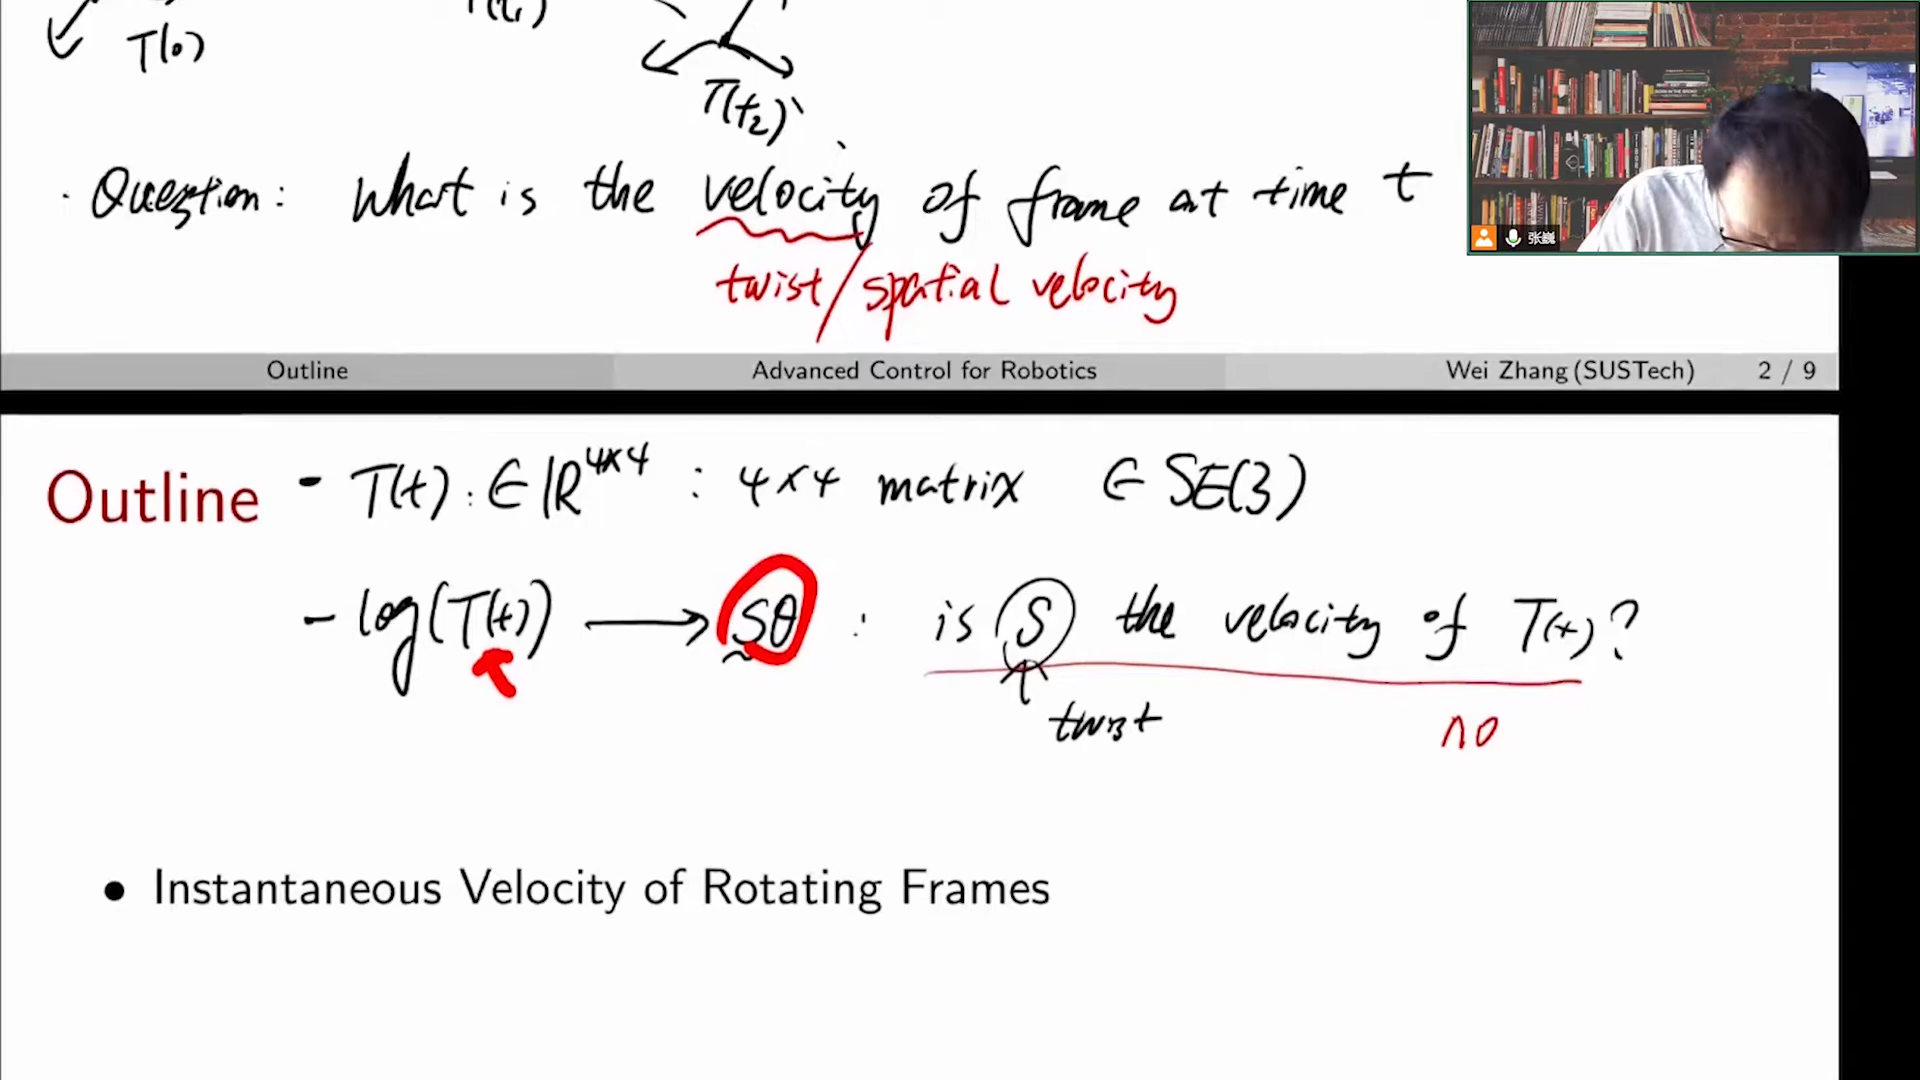 T(0)
T(t₁)
T(t₂)
· Question: What is the velocity of frame at time t
twist/spatial velocity
张巍
Outline Advanced Control for Robotics Wei Zhang (SUSTech) 2 / 9
Outline - T(t): ∈ ℝ⁴ˣ⁴ : 4×4 matrix ∈ SE(3)
- log(T(t)) → Sθ : is S the velocity of T(t)?
twist
no
• Instantaneous Velocity of Rotating Frames